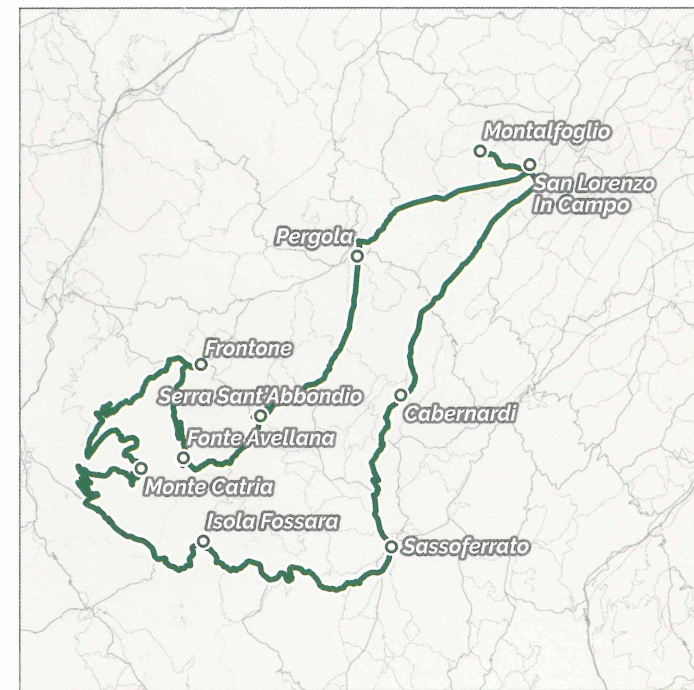 Montalfoglio
San Lorenzo
In Campo
Pergola
Frontone
Serra Sant'Abbondio
Cabernardi
Fonte Avellana
Monte Catria
Isola Fossara
Sassoferrato